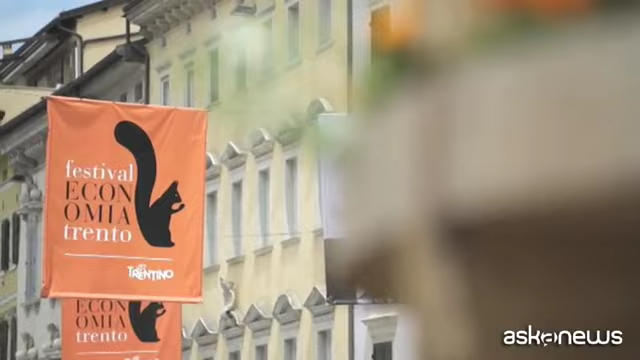 festival
ECON
OMIA
trento
TRENTINO
ECON
OMIA
trento
askanews